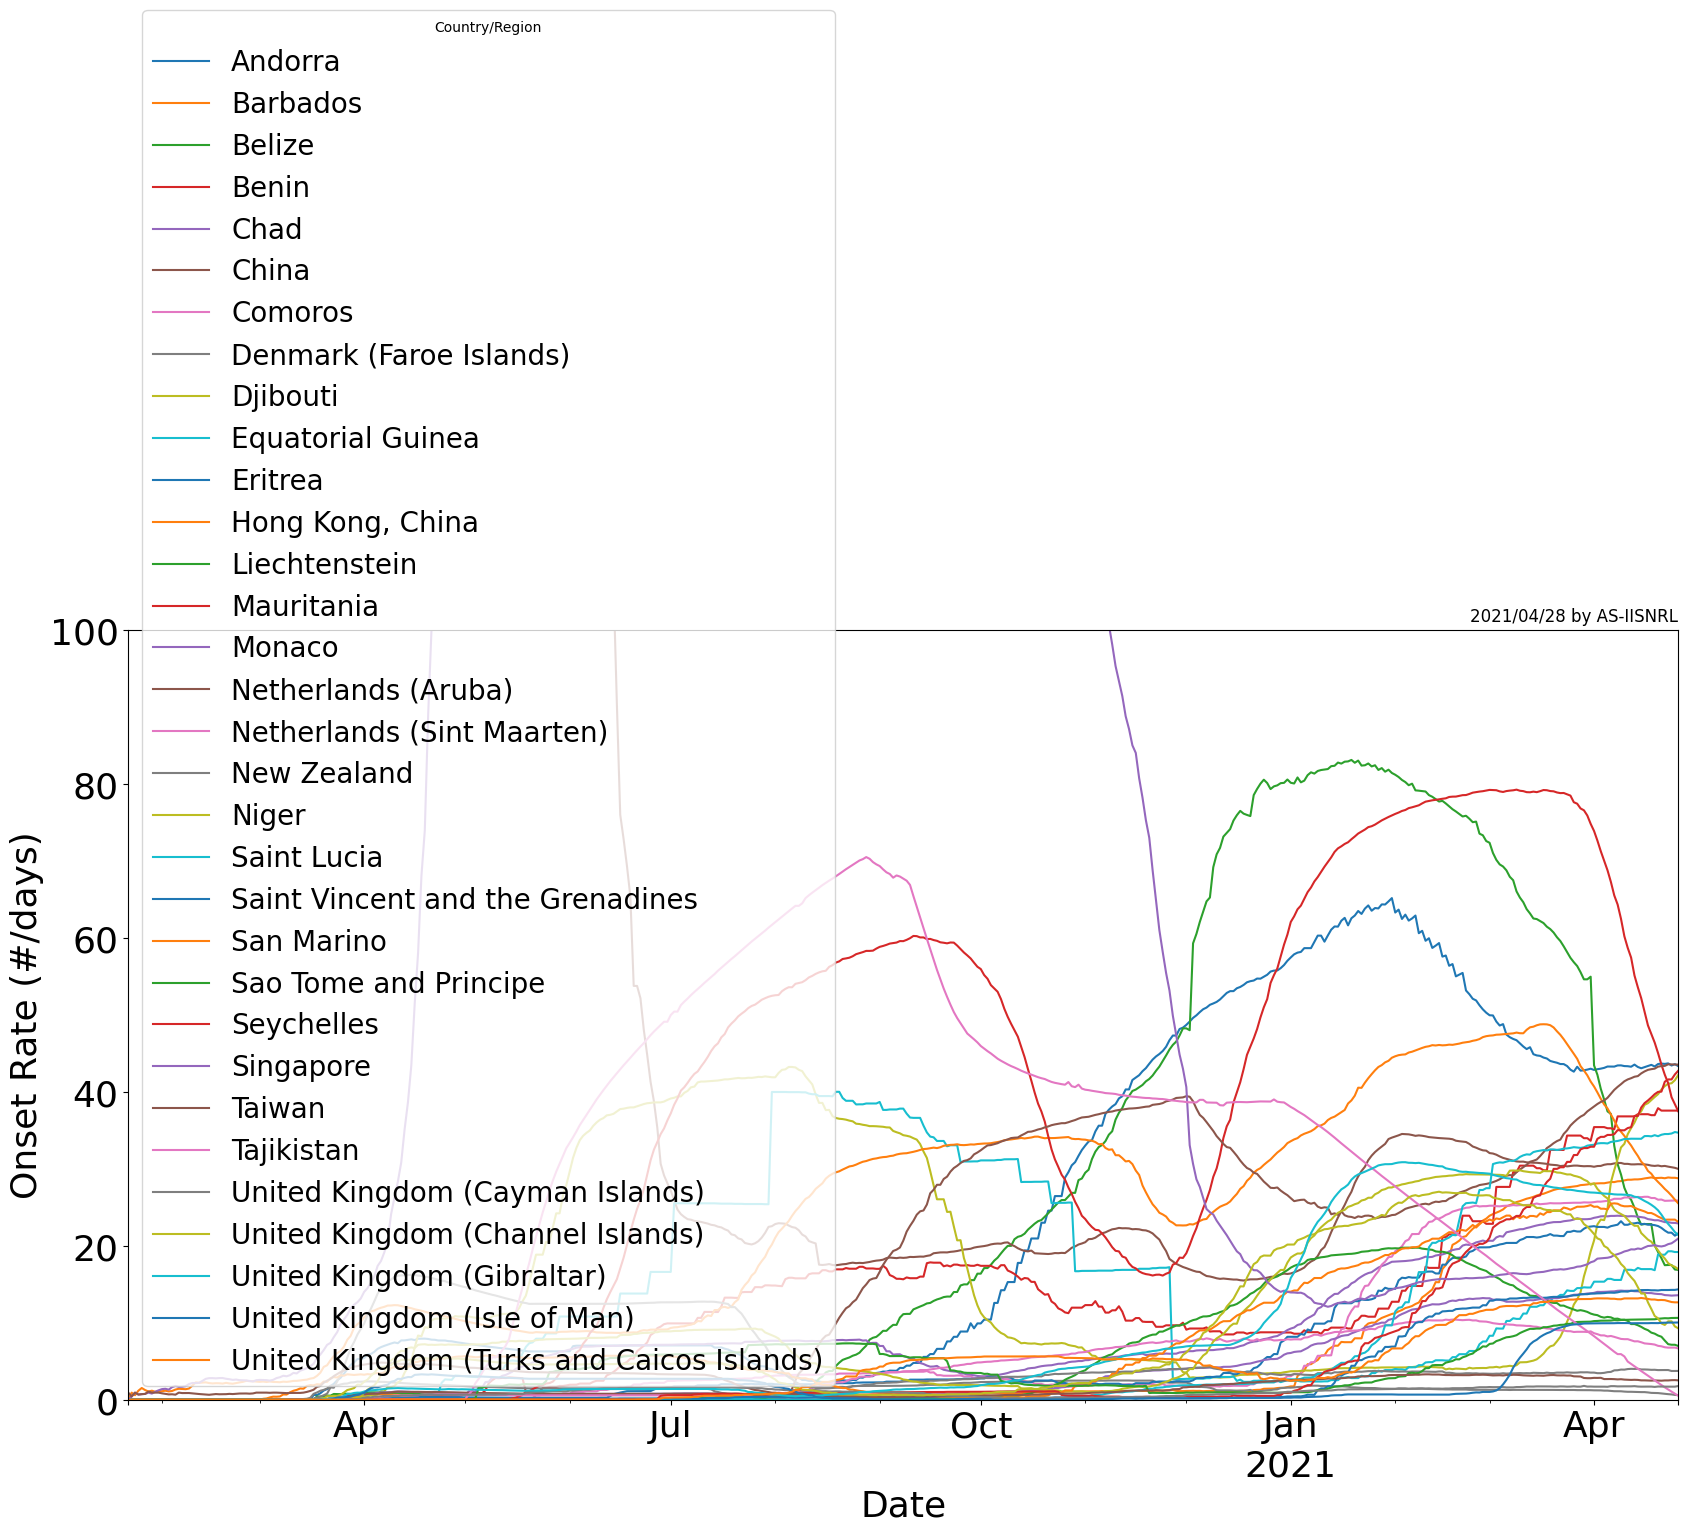 Country/Region
Andorra
Barbados
Belize
Benin
Chad
China
Comoros
Denmark (Faroe Islands)
Djibouti
Equatorial Guinea
Eritrea
Hong Kong, China
Liechtenstein
Mauritania
Monaco
Netherlands (Aruba)
Netherlands (Sint Maarten)
New Zealand
Niger
Saint Lucia
Saint Vincent and the Grenadines
San Marino
Sao Tome and Principe
Seychelles
Singapore
Taiwan
Tajikistan
United Kingdom (Cayman Islands)
United Kingdom (Channel Islands)
United Kingdom (Gibraltar)
United Kingdom (Isle of Man)
United Kingdom (Turks and Caicos Islands)
2021/04/28 by AS-IISNRL
100
80
60
40
20
0
Onset Rate (#/days)
Apr Jul Oct Jan Apr
2021
Date